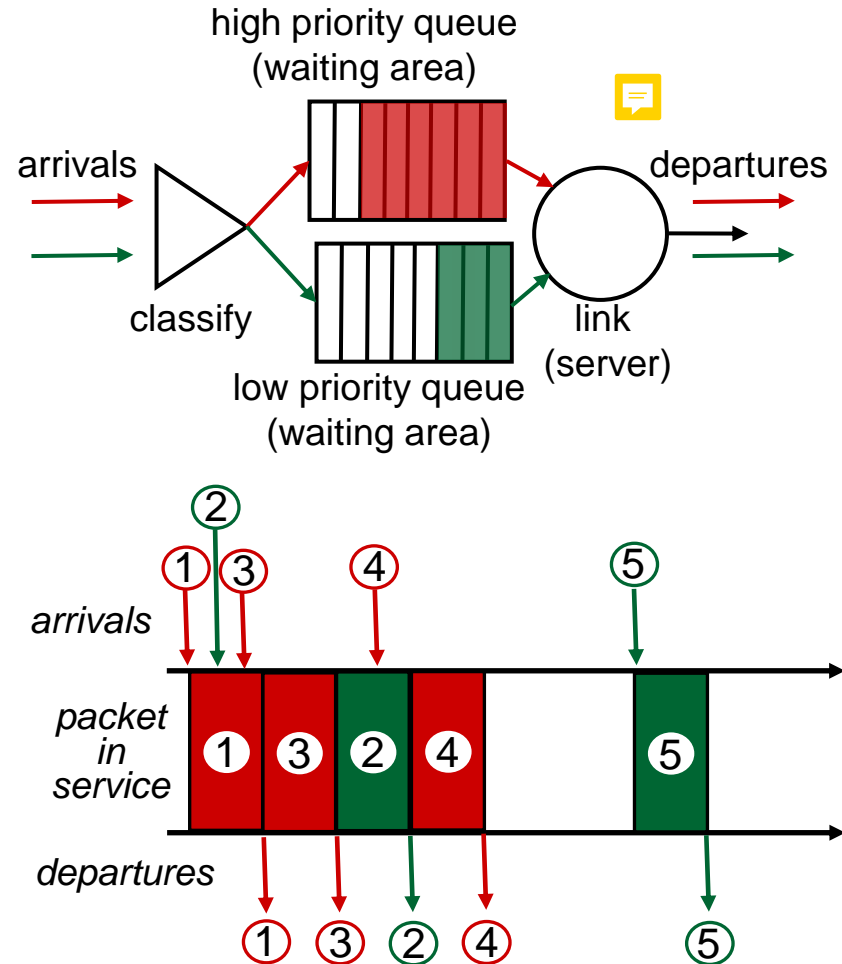 high priority queue
(waiting area)
arrivals
departures
classify
link
(server)
low priority queue
(waiting area)
2
1
3
4
5
arrivals
packet
in
service
1
3
2
4
5
departures
1
3
2
4
5